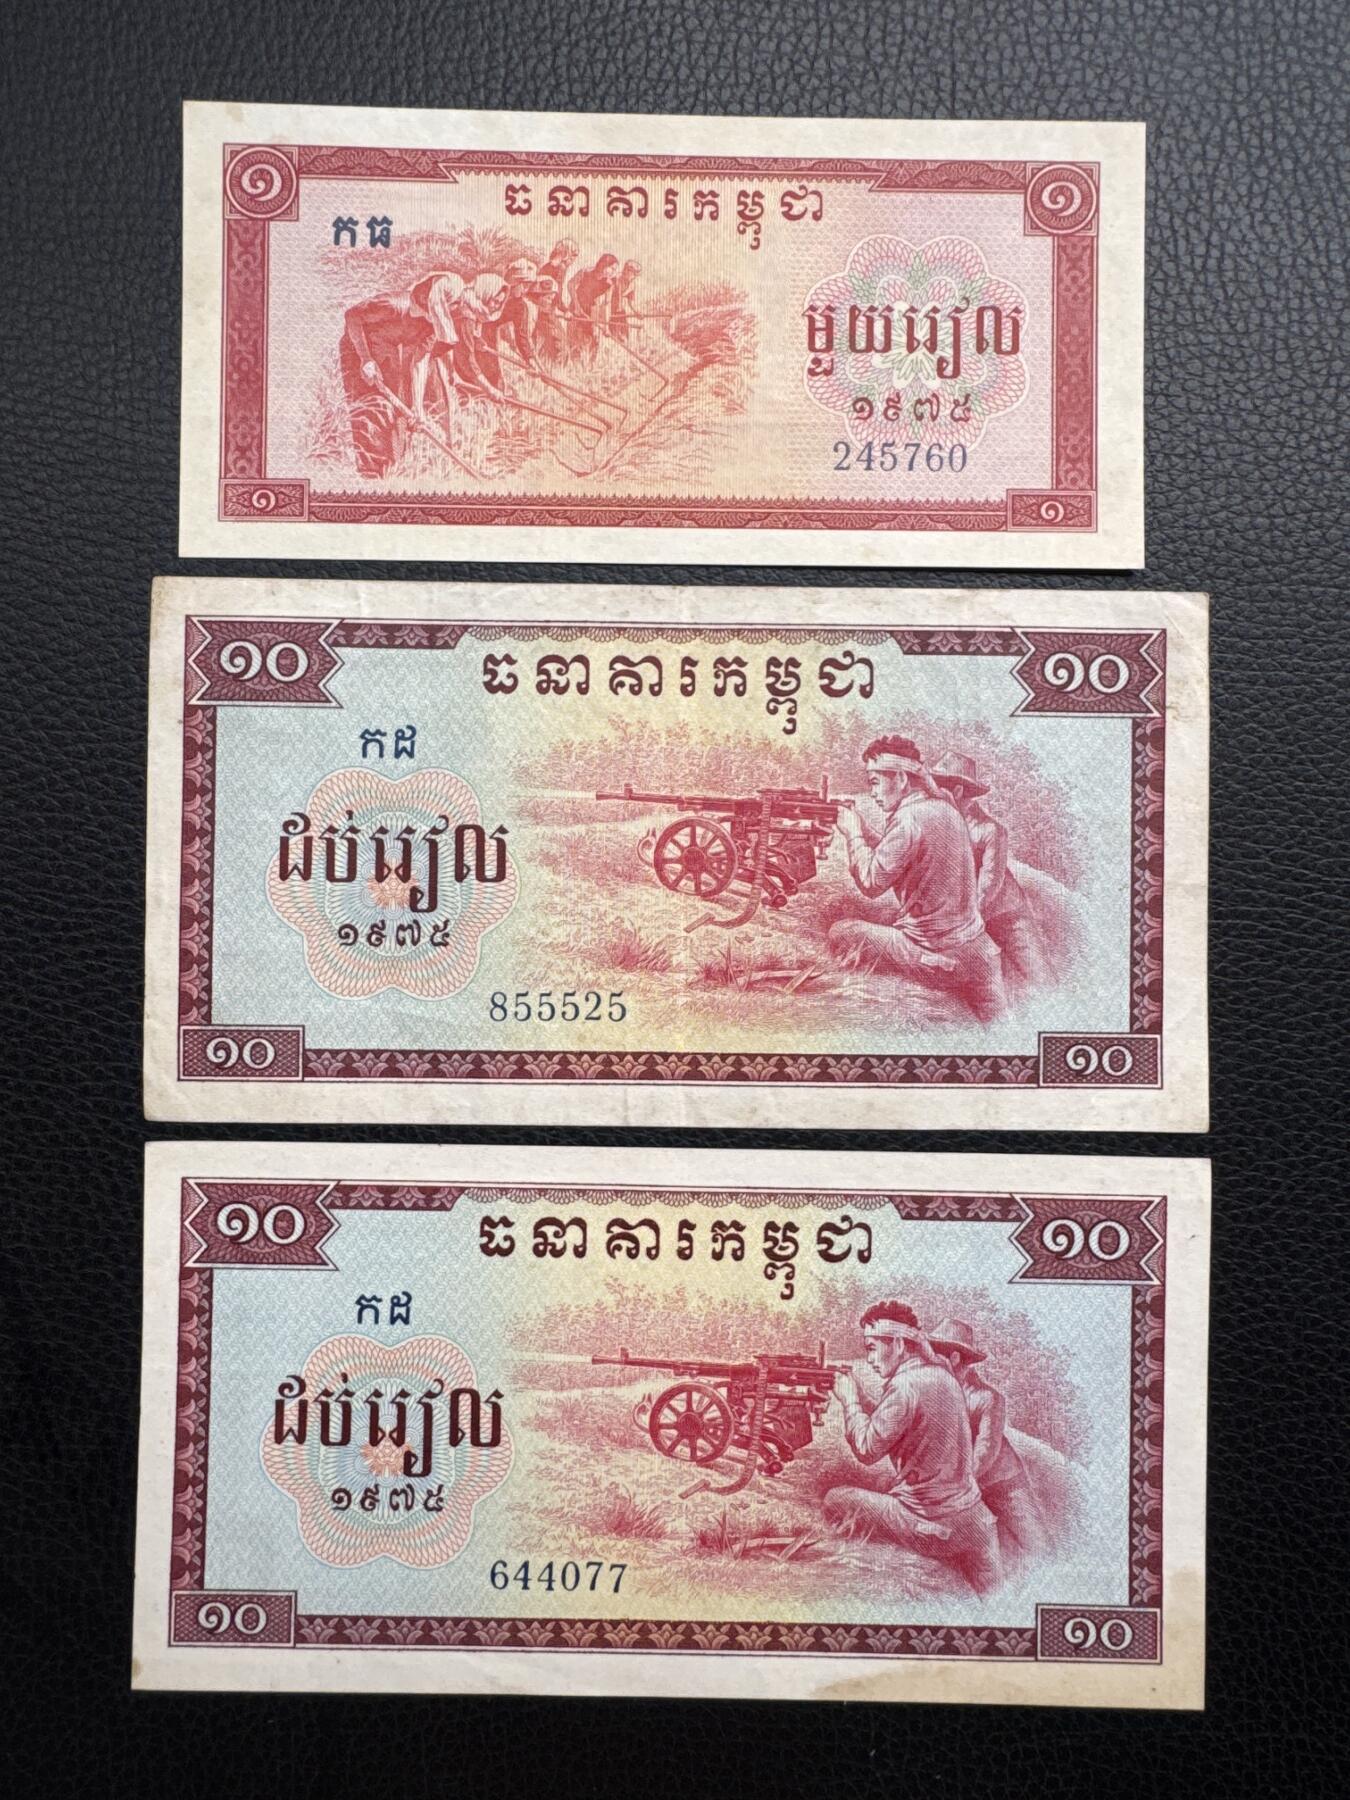 ១ ១
ធនាគារកម្ពុជា
កធ
មួយរៀល
១៩៧៥
245760
១ ១
១០ ១០
ធនាគារកម្ពុជា
កដ
ដប់រៀល
១៩៧៥
855525
១០ ១០
១០ ១០
ធនាគារកម្ពុជា
កដ
ដប់រៀល
១៩៧៥
644077
១០ ១០